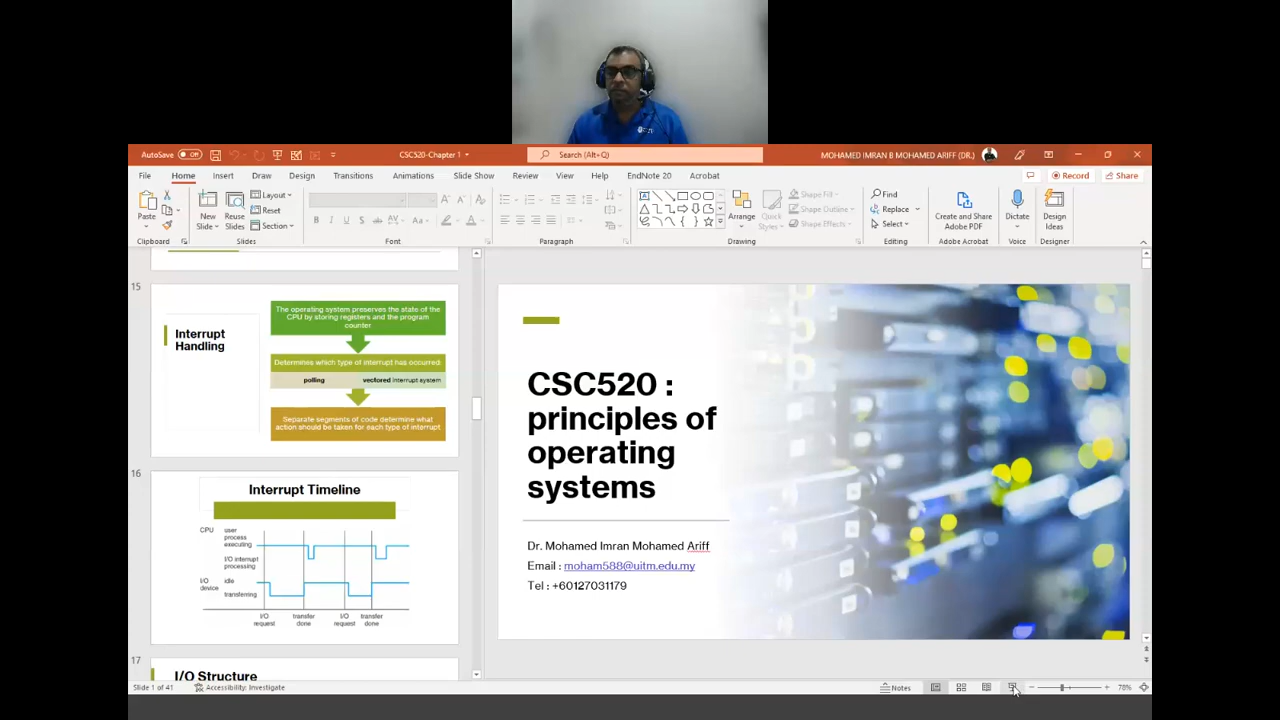 AutoSave Off
CSC520-Chapter 1
Search (Alt+Q)
MOHAMED IMRAN B MOHAMED ARIFF (DR.)
File Home Insert Draw Design Transitions Animations Slide Show Review View Help EndNote 20 Acrobat
Record Share
Paste
New
Slide
Reuse
Slides
Layout
Reset
Section
Arrange
Quick
Styles
Shape Fill
Shape Outline
Shape Effects
Find
Replace
Select
Create and Share
Adobe PDF
Dictate
Design
Ideas
Clipboard Slides Font Paragraph Drawing Editing Adobe Acrobat Voice Designer
15
Interrupt
Handling
The operating system preserves the state of the
CPU by storing registers and the program
counter
Determines which type of interrupt has occurred:
polling vectored interrupt system
Separate segments of code determine what
action should be taken for each type of interrupt
16
Interrupt Timeline
CPU
user
process
executing
I/O interrupt
processing
I/O
device
idle
transferring
I/O
request
transfer
done
I/O
request
transfer
done
17
I/O Structure
CSC520 :
principles of
operating
systems
Dr. Mohamed Imran Mohamed Ariff
Email : moham588@uitm.edu.my
Tel : +60127031179
Slide 1 of 41
Accessibility: Investigate
Notes
78%